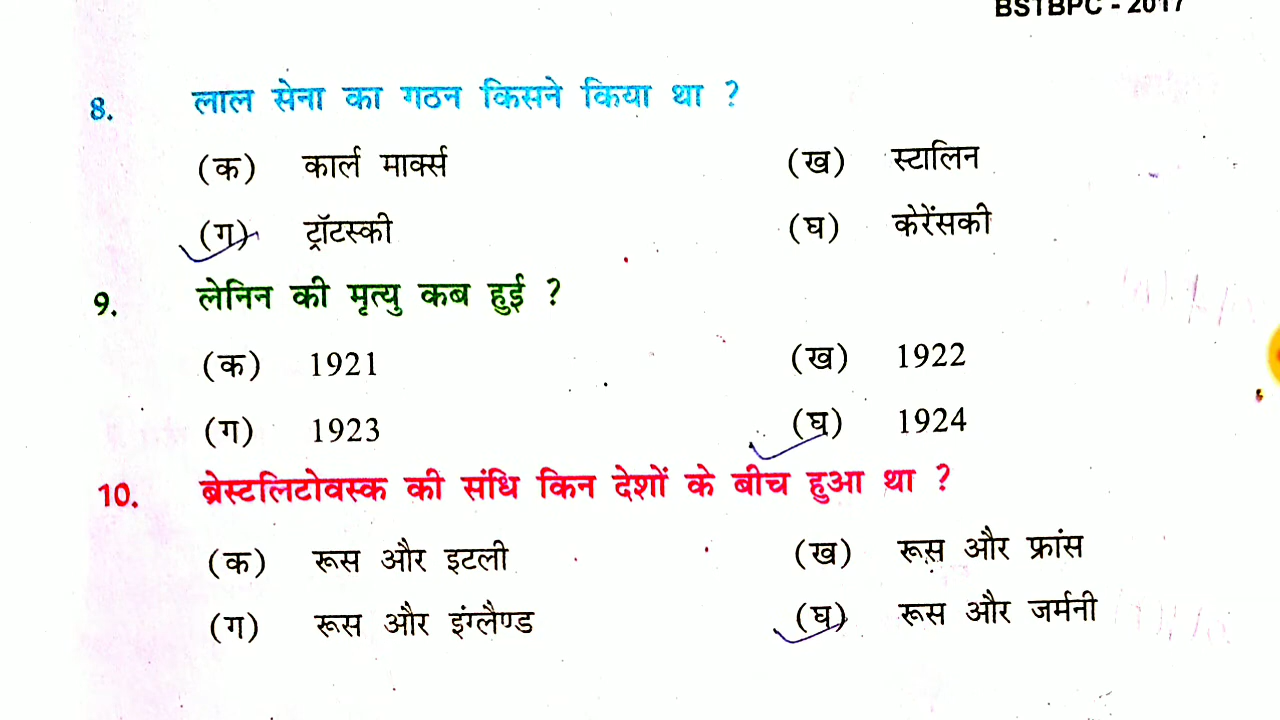 BSTBPC - 2017
8. लाल सेना का गठन किसने किया था ?
(क) कार्ल मार्क्स (ख) स्टालिन
(ग) ट्रॉटस्की (घ) केरेंसकी
9. लेनिन की मृत्यु कब हुई ?
(क) 1921 (ख) 1922
(ग) 1923 (घ) 1924
10. ब्रेस्टलिटोवस्क की संधि किन देशों के बीच हुआ था ?
(क) रूस और इटली (ख) रूस और फ्रांस
(ग) रूस और इंग्लैण्ड (घ) रूस और जर्मनी